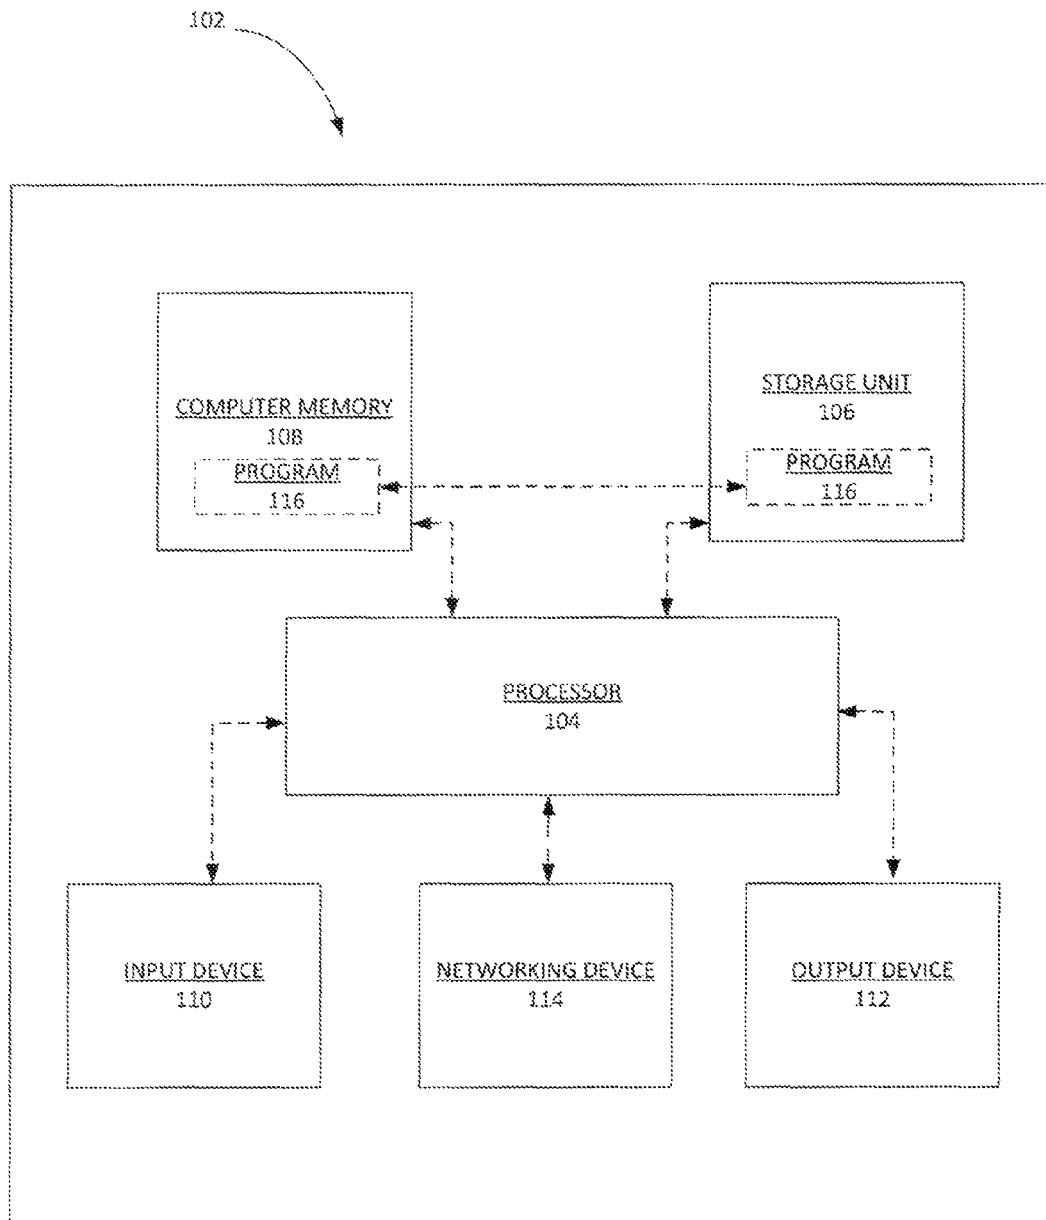 102
COMPUTER MEMORY
108
PROGRAM
116
STORAGE UNIT
106
PROGRAM
116
PROCESSOR
104
INPUT DEVICE
110
NETWORKING DEVICE
114
OUTPUT DEVICE
112